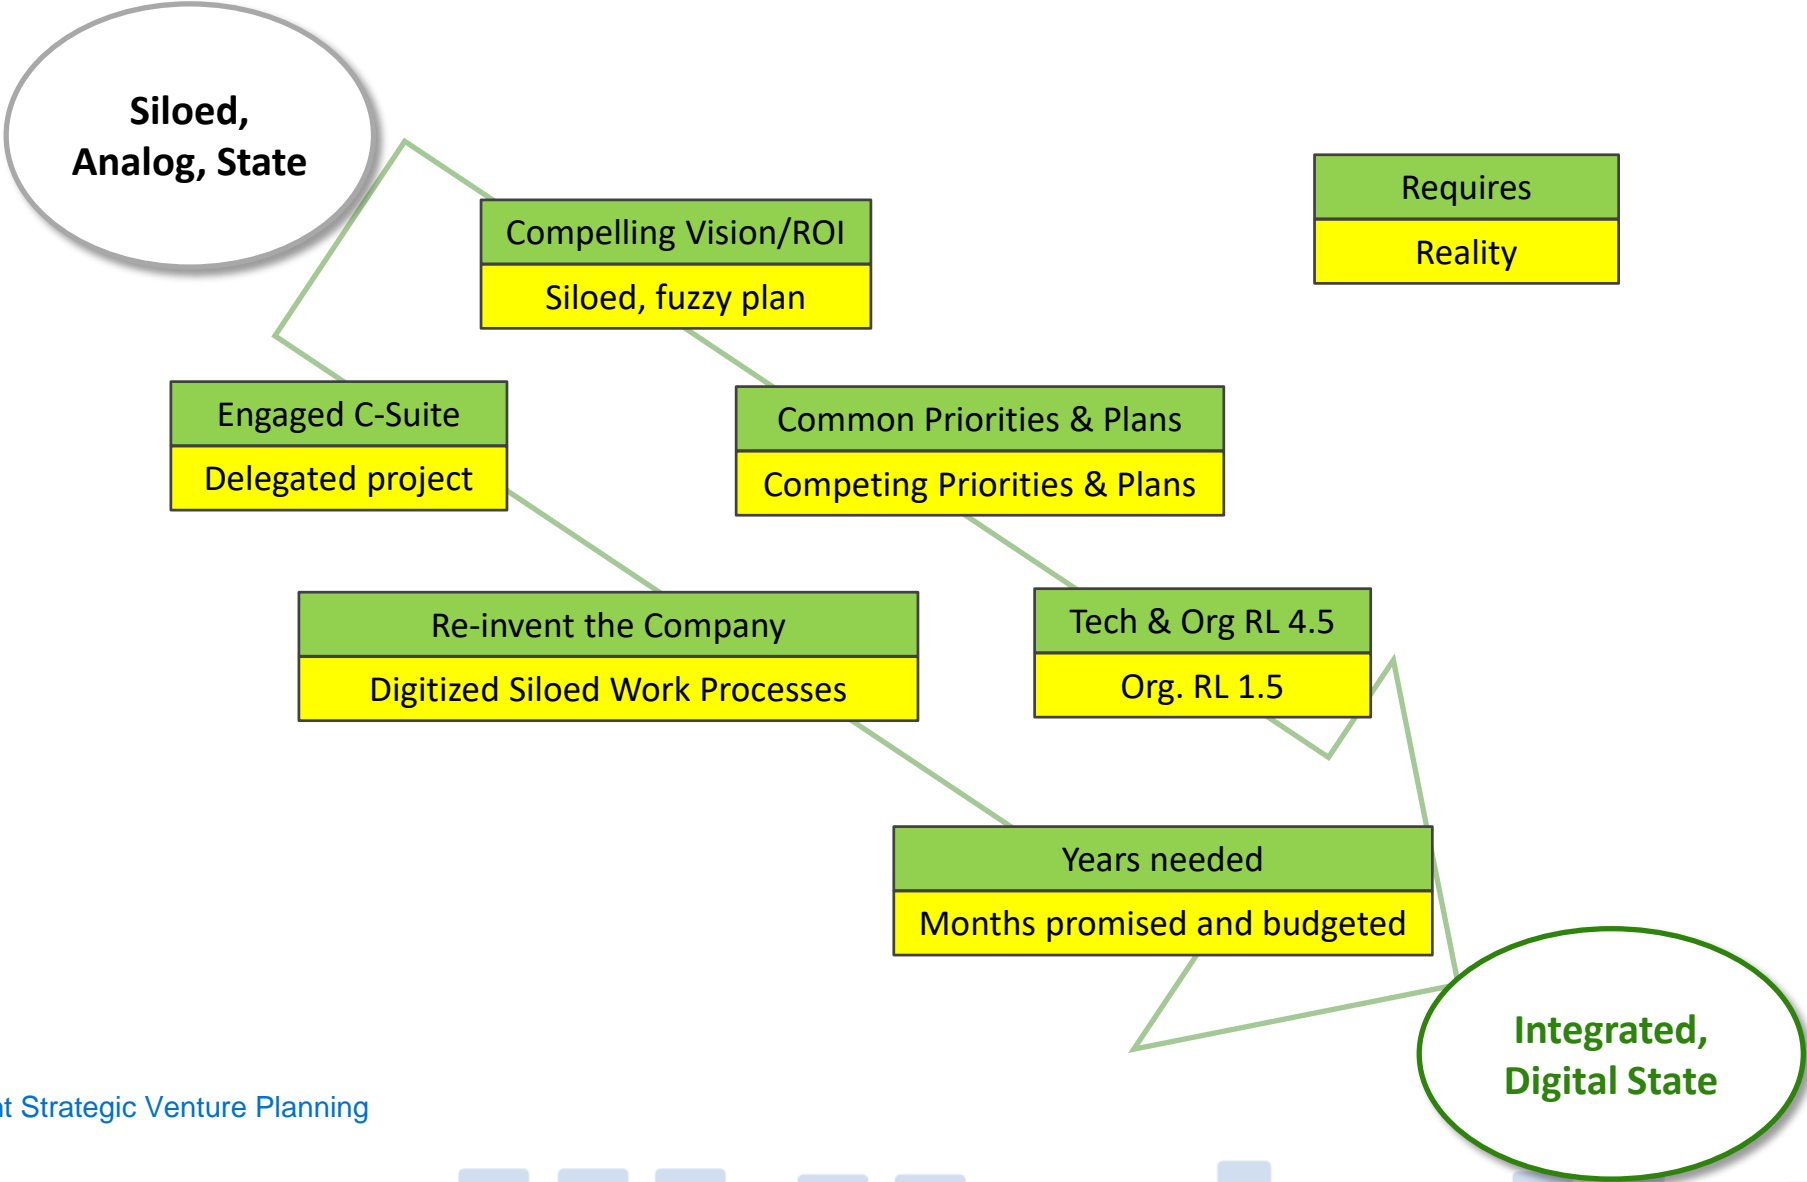 Siloed,
Analog, State
Requires
Reality
Compelling Vision/ROI
Siloed, fuzzy plan
Engaged C-Suite
Delegated project
Common Priorities & Plans
Competing Priorities & Plans
Re-invent the Company
Digitized Siloed Work Processes
Tech & Org RL 4.5
Org. RL 1.5
Years needed
Months promised and budgeted
Integrated,
Digital State
Strategic Venture Planning